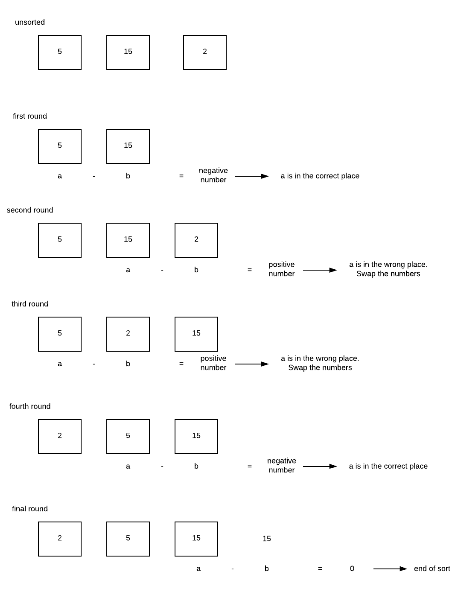 unsorted
5 15 2
first round
5 15
a - b = negative number a is in the correct place
second round
5 15 2
a - b = positive number a is in the wrong place. Swap the numbers
third round
5 2 15
a - b = positive number a is in the wrong place. Swap the numbers
fourth round
2 5 15
a - b = negative number a is in the correct place
final round
2 5 15 15
a - b = 0 end of sort